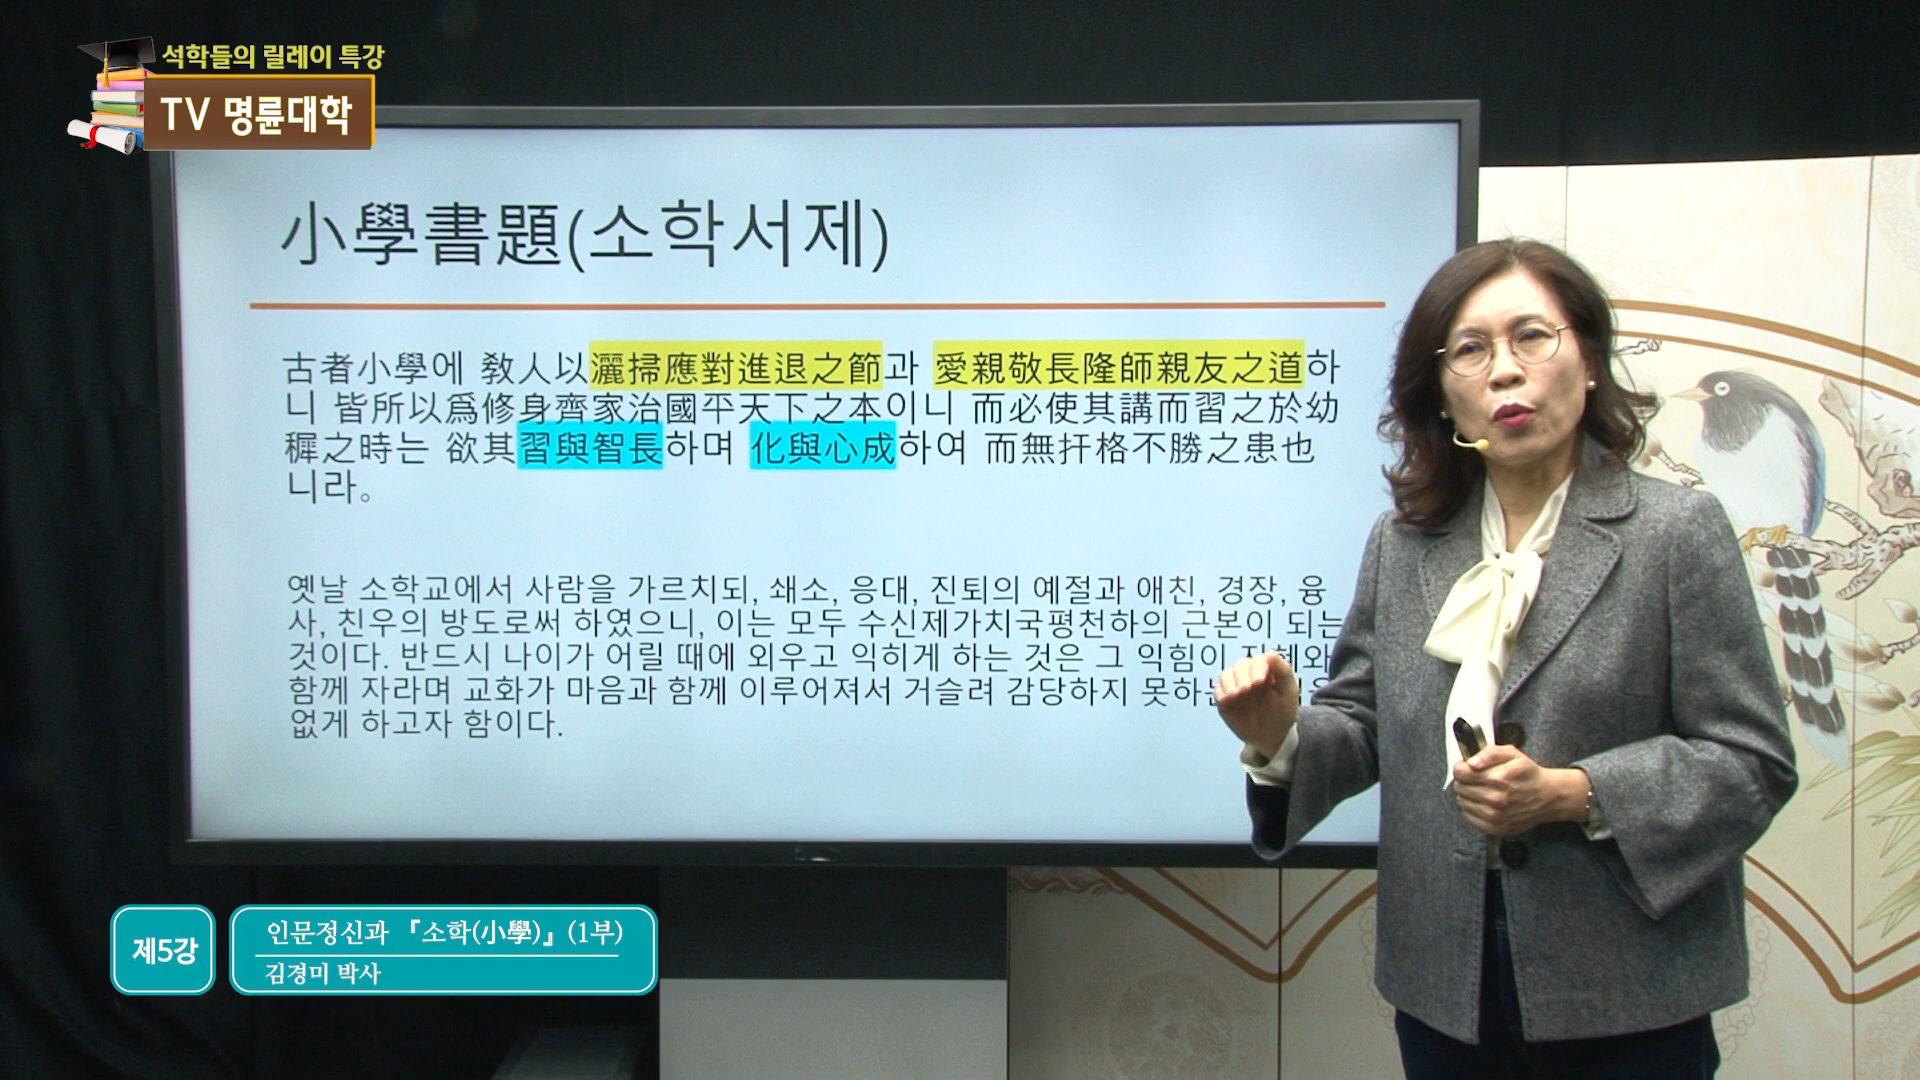 석학들의 릴레이 특강
TV 명륜대학
小學書題(소학서제)
古者小學에 敎人以灑掃應對進退之節과 愛親敬長隆師親友之道하
니 皆所以爲修身齊家治國平天下之本이니 而必使其講而習之於幼
穉之時는 欲其習與智長하며 化與心成하여 而無扞格不勝之患也
니라。
옛날 소학교에서 사람을 가르치되, 쇄소, 응대, 진퇴의 예절과 애친, 경장, 융
사, 친우의 방도로써 하였으니, 이는 모두 수신제가치국평천하의 근본이 되는
것이다. 반드시 나이가 어릴 때에 외우고 익히게 하는 것은 그 익힘이 지혜와
함께 자라며 교화가 마음과 함께 이루어져서 거슬려 감당하지 못하는
없게 하고자 함이다.
제5강
인문정신과 『소학(小學)』(1부)
김경미 박사